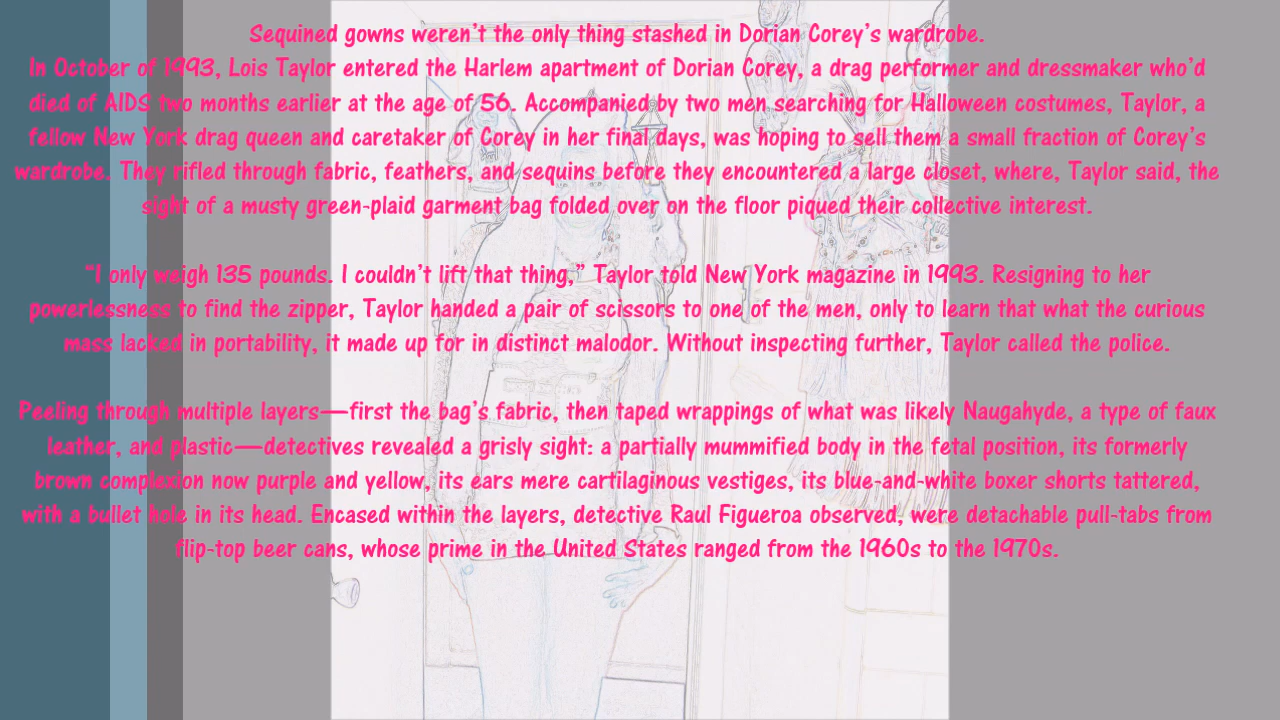 Sequined gowns weren't the only thing stashed in Dorian Corey's wardrobe.
In October of 1993, Lois Taylor entered the Harlem apartment of Dorian Corey, a drag performer and dressmaker who'd
died of AIDS two months earlier at the age of 56. Accompanied by two men searching for Halloween costumes, Taylor, a
fellow New York drag queen and caretaker of Corey in her final days, was hoping to sell them a small fraction of Corey's
wardrobe. They rifled through fabric, feathers, and sequins before they encountered a large closet, where, Taylor said, the
sight of a musty green-plaid garment bag folded over on the floor piqued their collective interest.
"I only weigh 135 pounds. I couldn't lift that thing," Taylor told New York magazine in 1993. Resigning to her
powerlessness to find the zipper, Taylor handed a pair of scissors to one of the men, only to learn that what the curious
mass lacked in portability, it made up for in distinct malodor. Without inspecting further, Taylor called the police.
Peeling through multiple layers—first the bag's fabric, then taped wrappings of what was likely Naugahyde, a type of faux
leather, and plastic—detectives revealed a grisly sight: a partially mummified body in the fetal position, its formerly
brown complexion now purple and yellow, its ears mere cartilaginous vestiges, its blue-and-white boxer shorts tattered,
with a bullet hole in its head. Encased within the layers, detective Raul Figueroa observed, were detachable pull-tabs from
flip-top beer cans, whose prime in the United States ranged from the 1960s to the 1970s.